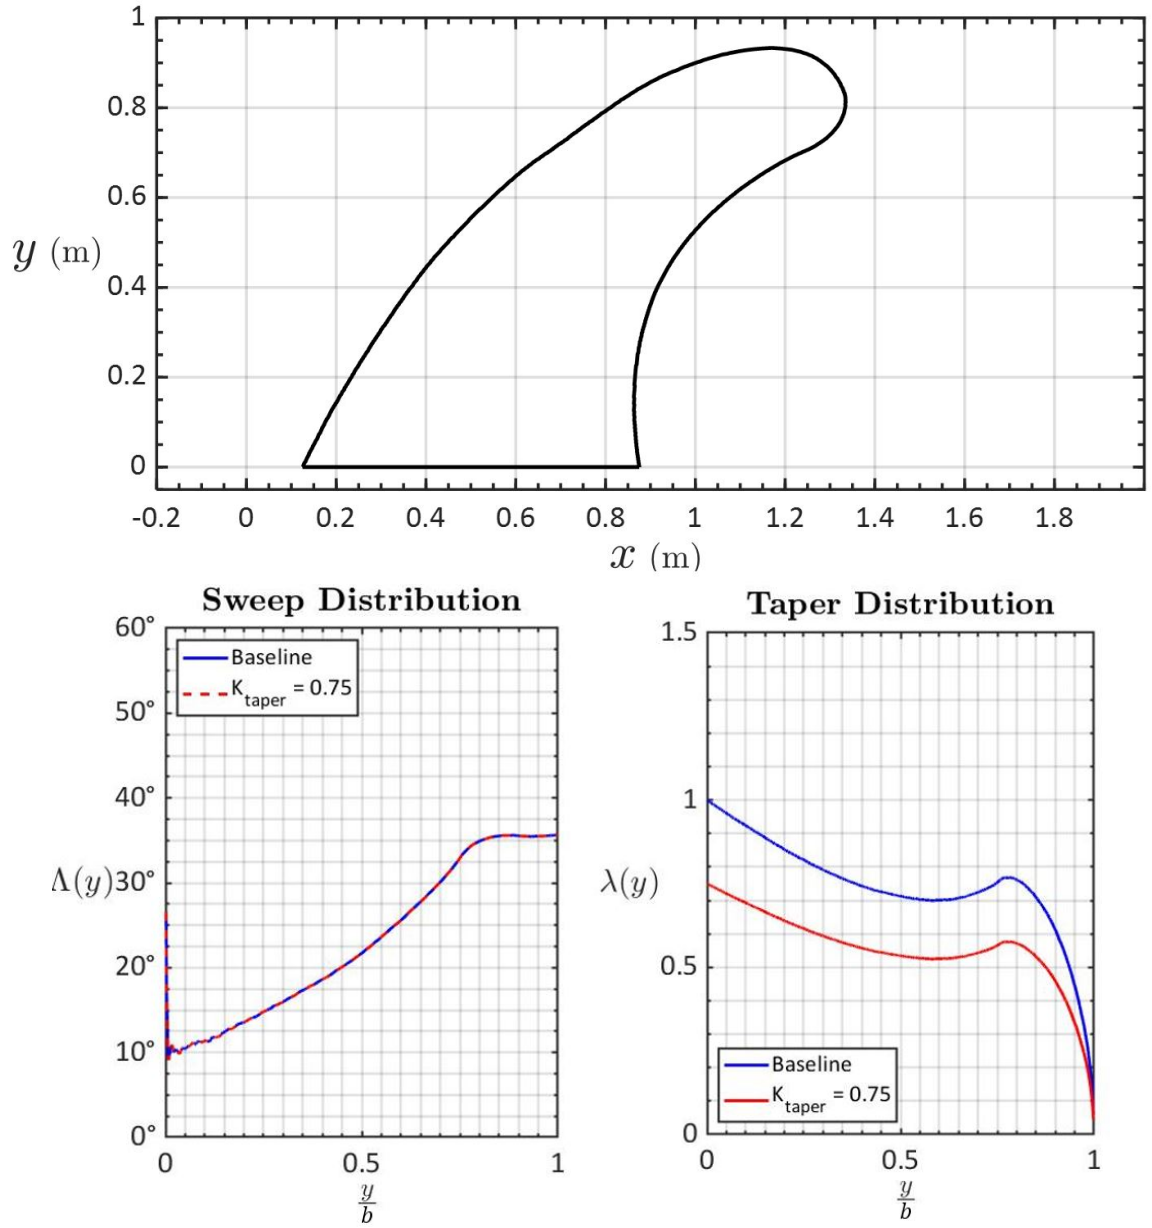 1
0.8
0.6
y (m)
0.4
0.2
0
-0.2 0 0.2 0.4 0.6 0.8 1 1.2 1.4 1.6 1.8
x (m)
Sweep Distribution
60°
Baseline
K_taper = 0.75
50°
40°
Λ(y) 30°
20°
10°
0°
0 0.5 1
y/b
Taper Distribution
1.5
1
λ(y)
0.5
Baseline
K_taper = 0.75
0
0 0.5 1
y/b